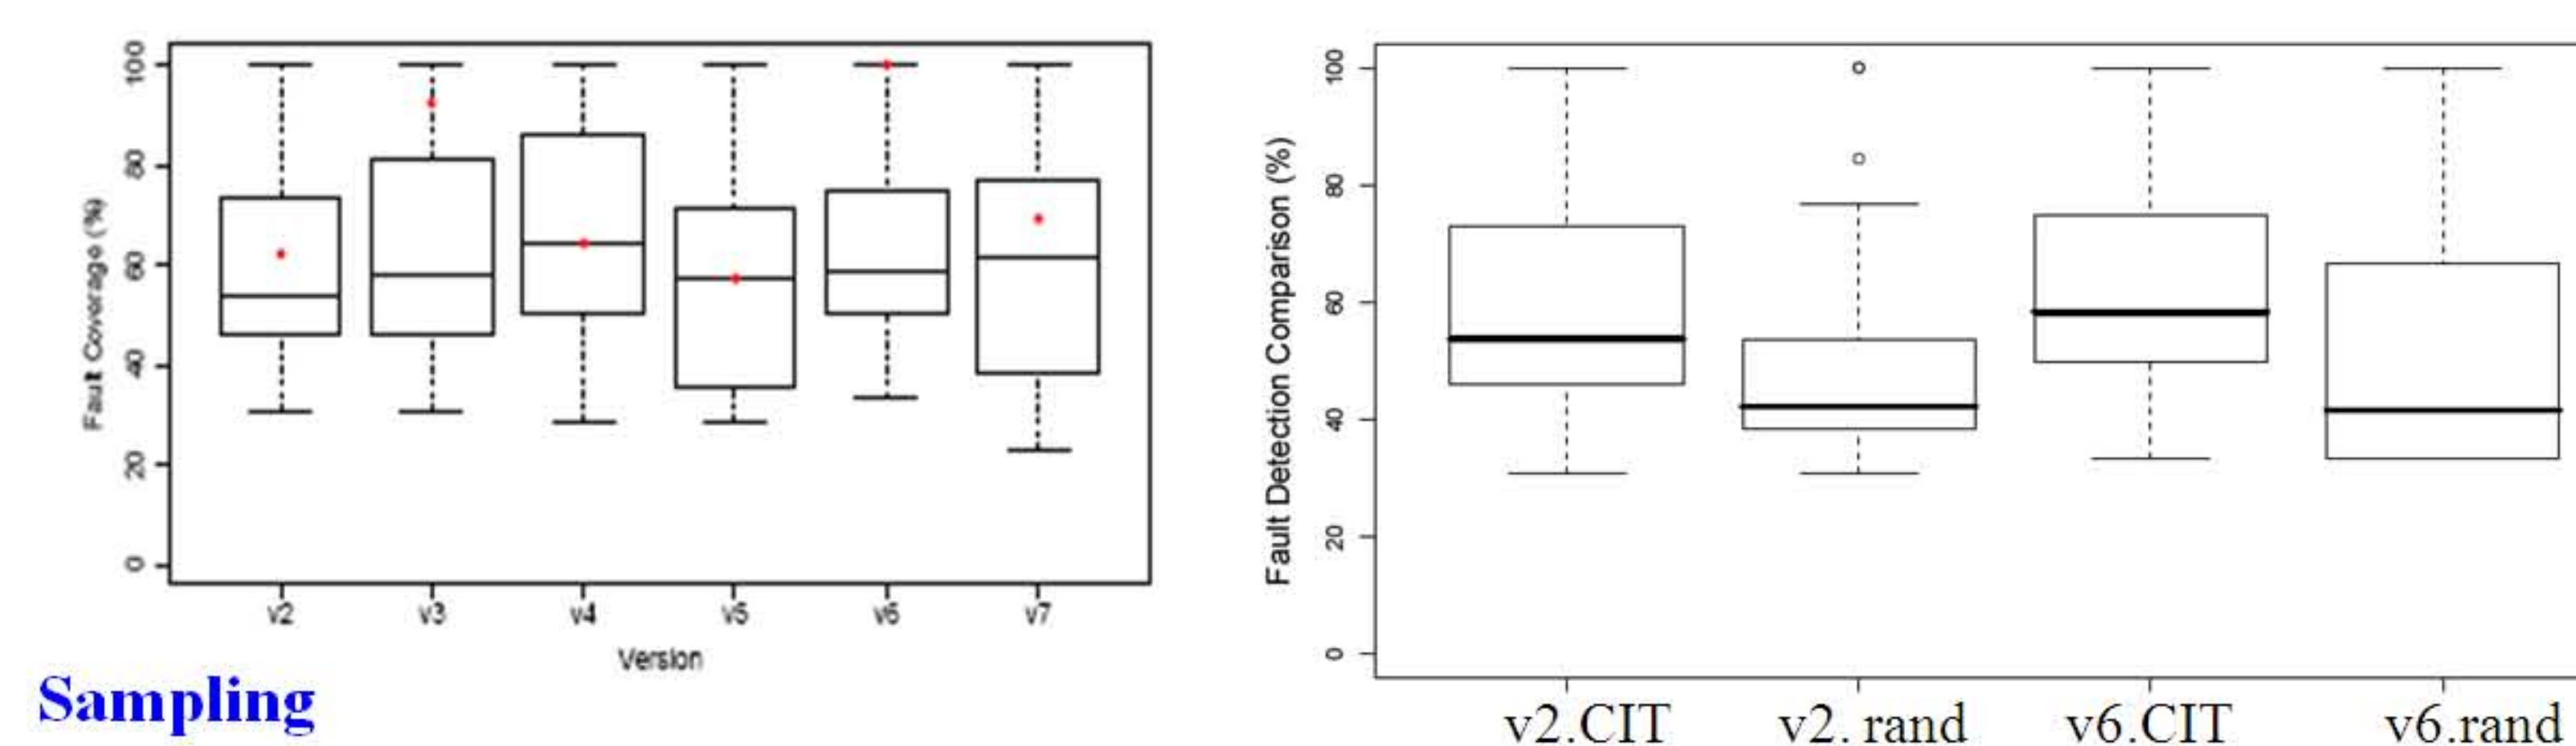 Fault Coverage (%)
100
80
60
40
20
0
v2 v3 v4 v5 v6 v7
Version
Sampling
Fault Detection Comparison (%)
100
80
60
40
20
0
v2.CIT v2. rand v6.CIT v6.rand